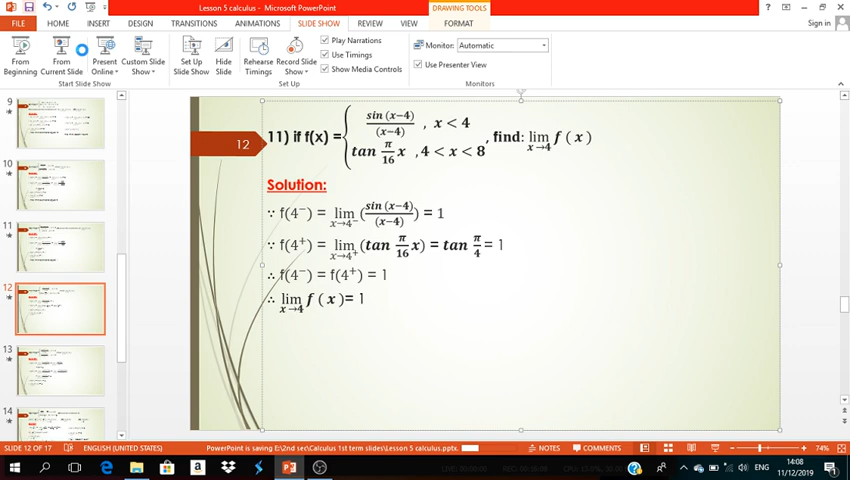 Lesson 5 calculus - PowerPoint
DRAWING TOOLS
FILE HOME INSERT DESIGN TRANSITIONS ANIMATIONS SLIDE SHOW REVIEW VIEW FORMAT Sign in
From Beginning
From Current Slide
Present Online
Custom Slide Show
Start Slide Show
Set Up Slide Show
Hide Slide
Rehearse Timings
Record Slide Show
Play Narrations
Use Timings
Show Media Controls
Set Up
Monitor: Automatic
Use Presenter View
Monitors
9
10
11
12
13
14
12
11) if f(x) = { sin (x−4) / (x−4) , x < 4
tan π/16 x , 4 < x < 8 , find: lim x→4 f ( x )
Solution:
∵ f(4⁻) = lim x→4⁻ ( sin (x−4) / (x−4) ) = 1
∵ f(4⁺) = lim x→4⁺ (tan π/16 x) = tan π/4 = 1
∴ f(4⁻) = f(4⁺) = 1
∴ lim x→4 f ( x )= 1
SLIDE 12 OF 17 ENGLISH (UNITED STATES) PowerPoint is saving E:\2nd sec\Calculus 1st term slides\Lesson 5 calculus.pptx. NOTES COMMENTS 74%
ENG
14:08
11/12/2019